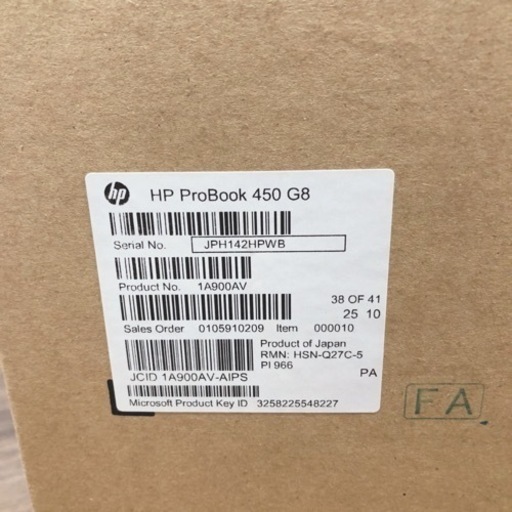 hp HP ProBook 450 G8
Serial No. JPH142HPWB
Product No. 1A900AV
38 OF 41
25 10
Sales Order 0105910209 Item 000010
Product of Japan
RMN: HSN-Q27C-5
PI 966
PA
JCID 1A900AV-AIPS
Microsoft Product Key ID 3258225548227
FA